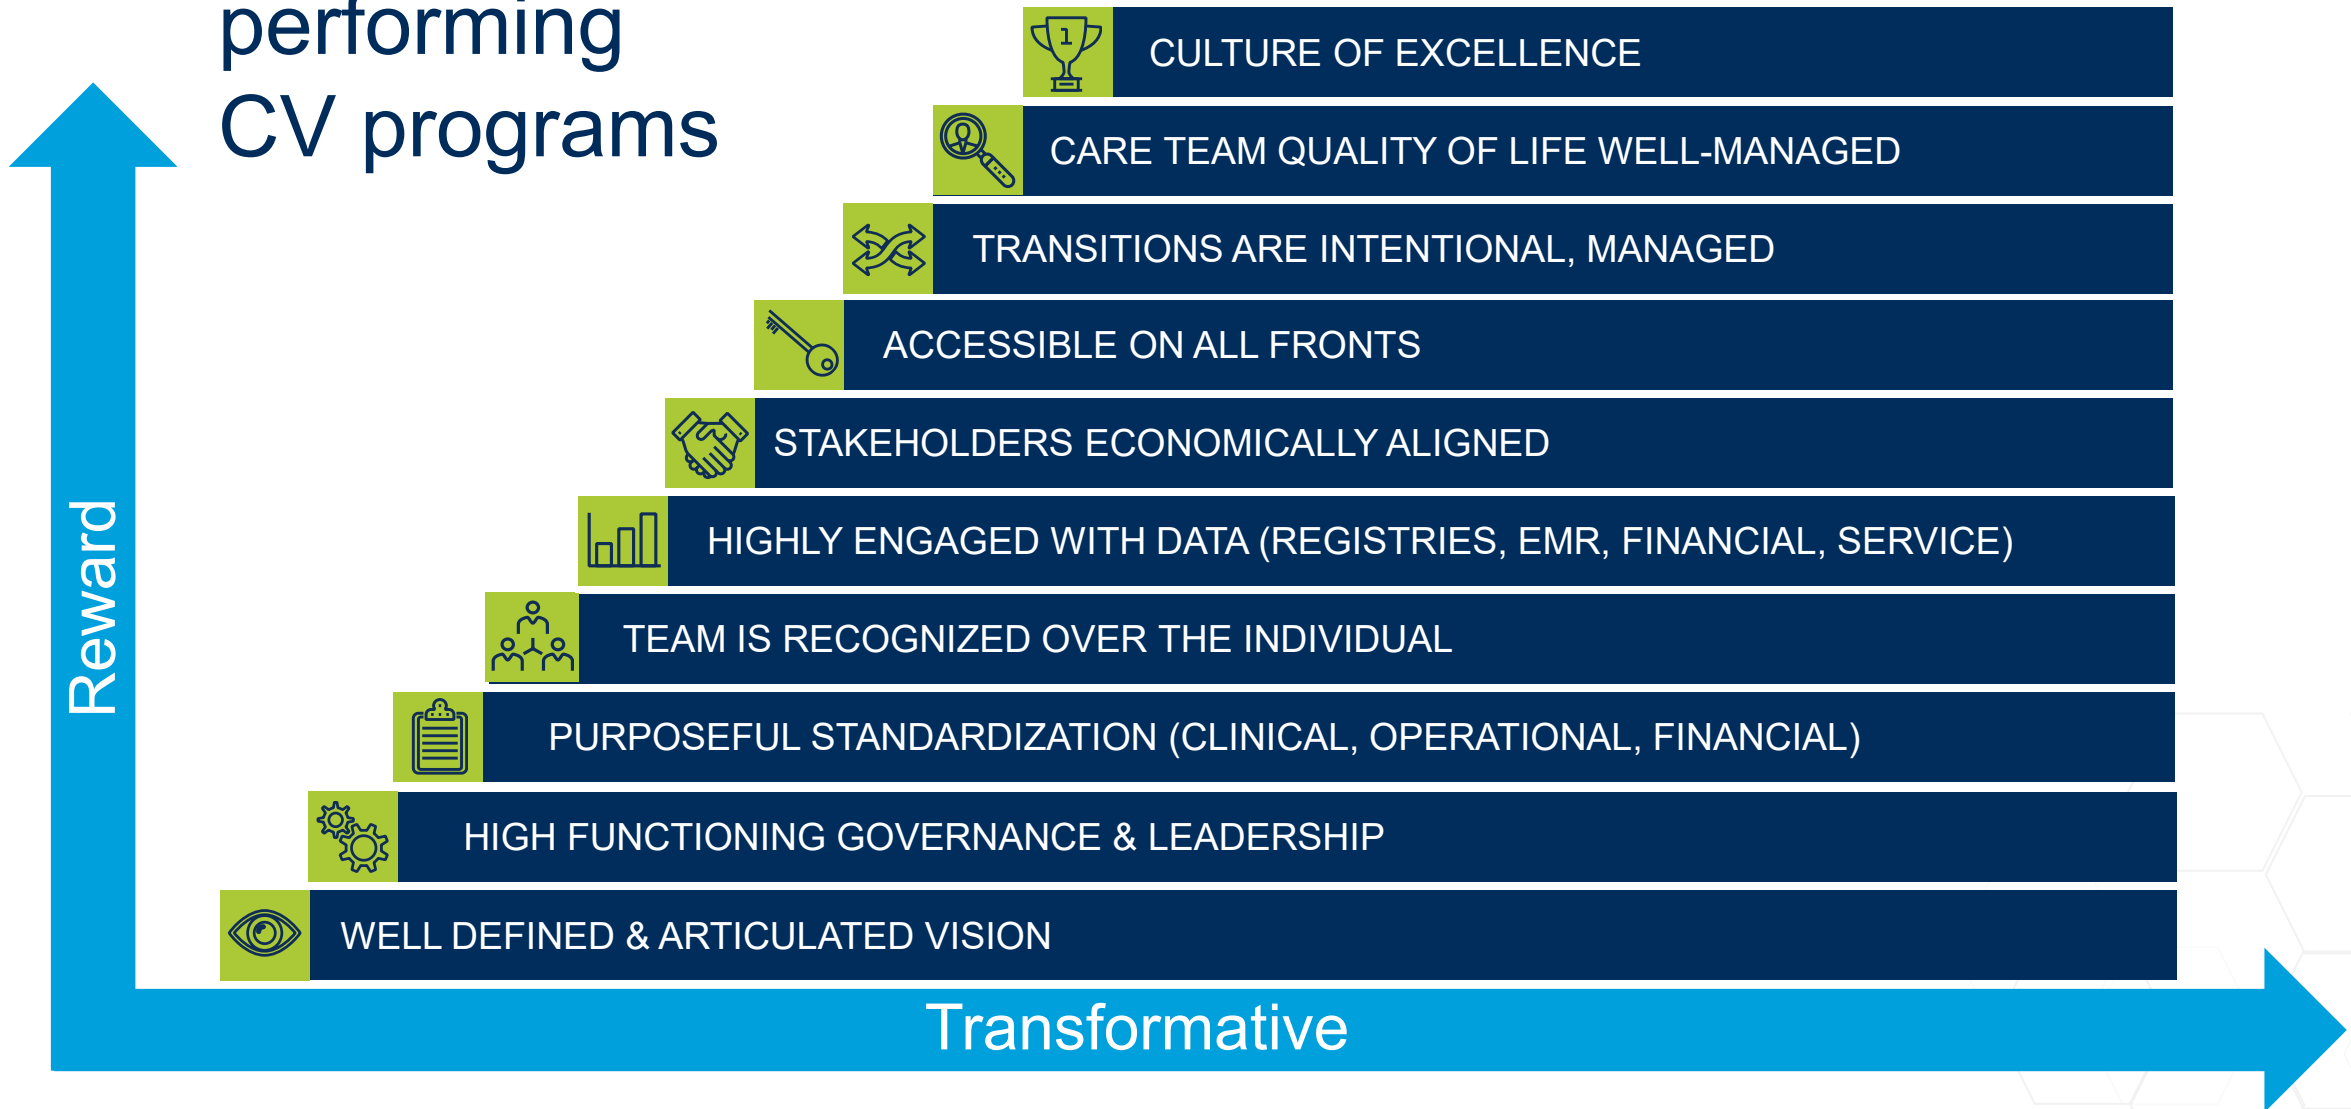 performing
CV programs
1
CULTURE OF EXCELLENCE
CARE TEAM QUALITY OF LIFE WELL-MANAGED
TRANSITIONS ARE INTENTIONAL, MANAGED
ACCESSIBLE ON ALL FRONTS
STAKEHOLDERS ECONOMICALLY ALIGNED
HIGHLY ENGAGED WITH DATA (REGISTRIES, EMR, FINANCIAL, SERVICE)
TEAM IS RECOGNIZED OVER THE INDIVIDUAL
PURPOSEFUL STANDARDIZATION (CLINICAL, OPERATIONAL, FINANCIAL)
HIGH FUNCTIONING GOVERNANCE & LEADERSHIP
WELL DEFINED & ARTICULATED VISION
Reward
Transformative